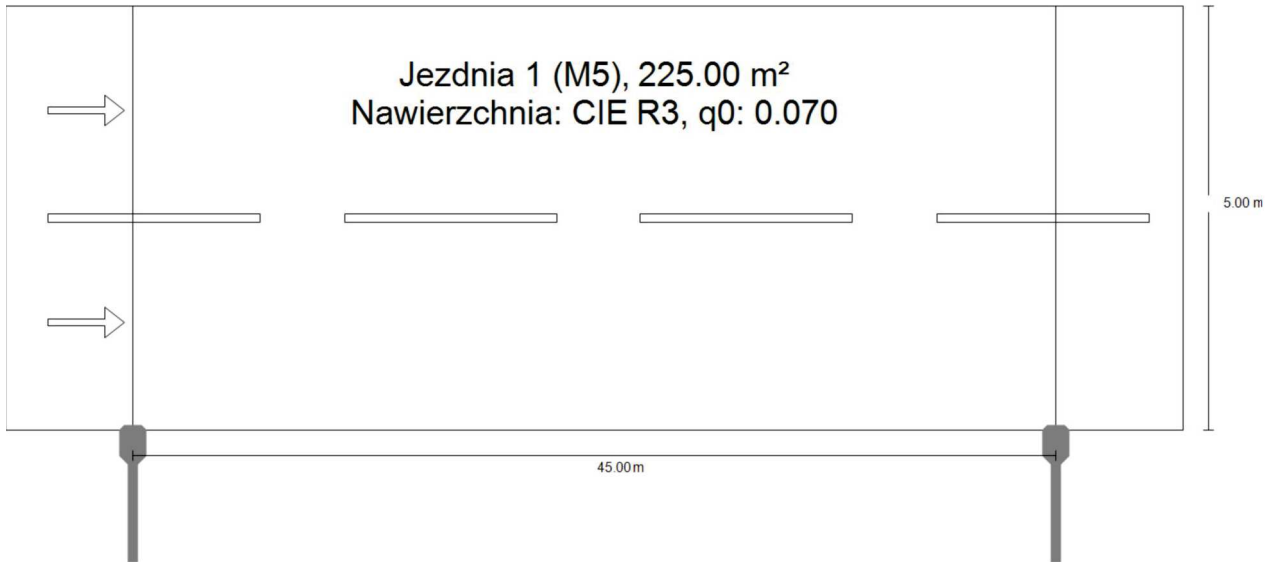 Jezdnia 1 (M5), 225.00 m²
Nawierzchnia: CIE R3, q0: 0.070
5.00 m
45.00 m